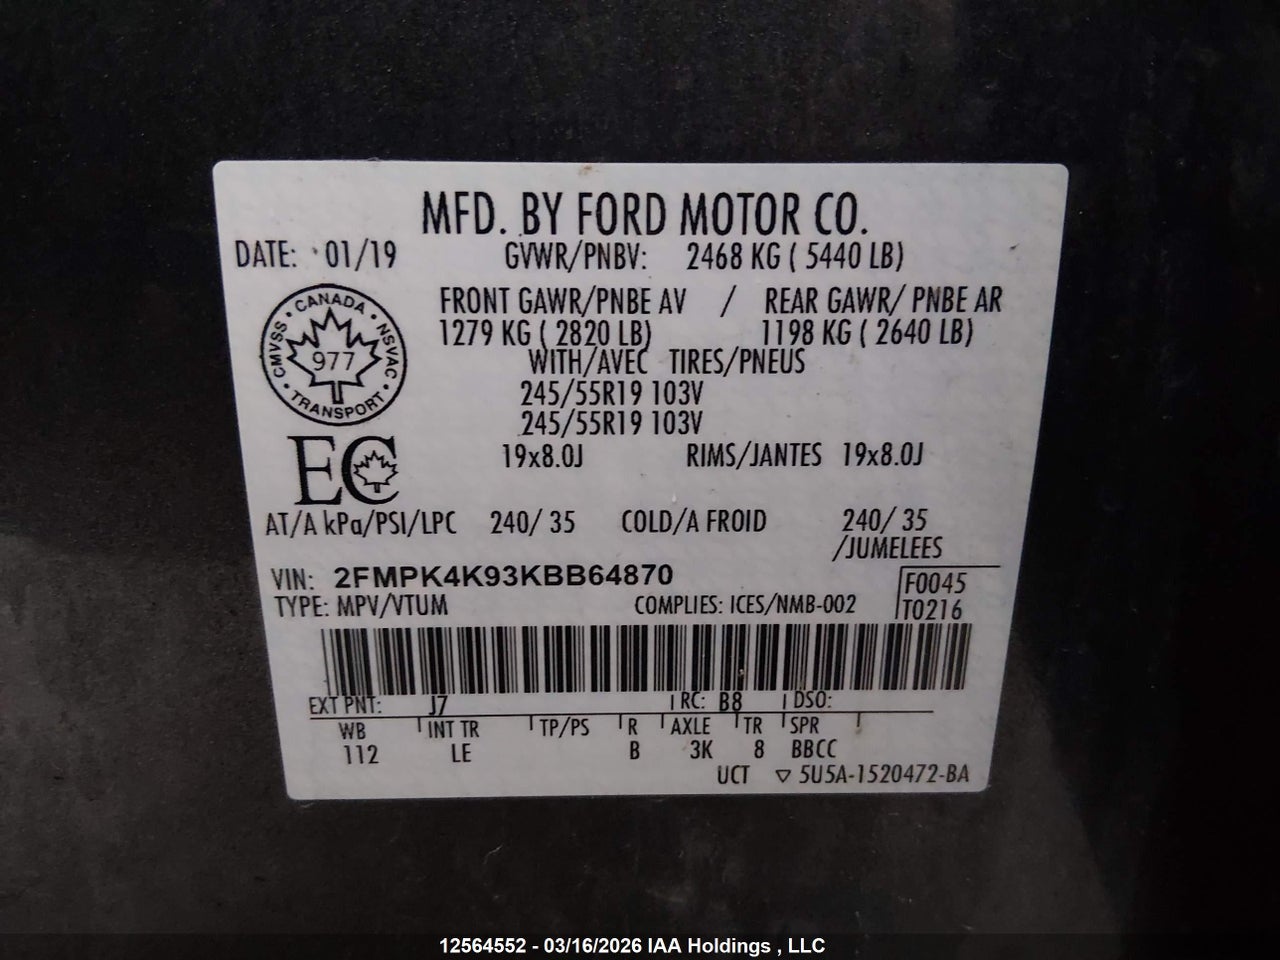 MFD. BY FORD MOTOR CO.
DATE: 01/19 GVWR/PNBV: 2468 KG ( 5440 LB)
FRONT GAWR/PNBE AV / REAR GAWR/ PNBE AR
1279 KG ( 2820 LB) 1198 KG ( 2640 LB)
WITH/AVEC TIRES/PNEUS
245/55R19 103V
245/55R19 103V
19x8.0J RIMS/JANTES 19x8.0J
CANADA · NSVAC · TRANSPORT · CMVSS ·
977
EC
AT/A kPa/PSI/LPC 240/ 35 COLD/A FROID 240/ 35
/JUMELEES
VIN: 2FMPK4K93KBB64870 F0045
TYPE: MPV/VTUM COMPLIES: ICES/NMB-002 T0216
EXT PNT: J7 RC: B8 DSO:
WB INT TR TP/PS R AXLE TR SPR
112 LE B 3K 8 BBCC
UCT ▽ 5U5A-1520472-BA
12564552 - 03/16/2026 IAA Holdings , LLC